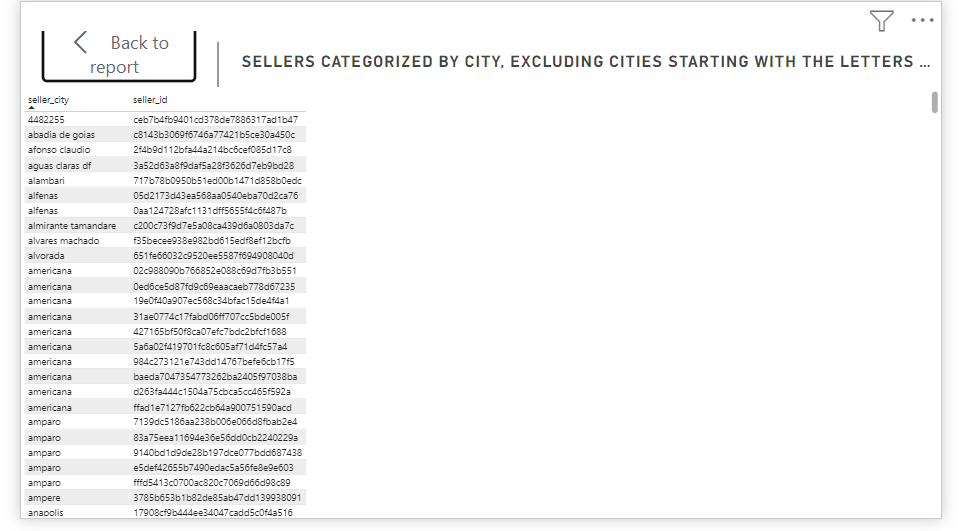 Back to
report
SELLERS CATEGORIZED BY CITY, EXCLUDING CITIES STARTING WITH THE LETTERS ...
seller_city seller_id
4482255 ceb7b4fb9401cd378de7886317ad1b47
abadia de goias c8143b3069f6746a77421b5ce30a450c
afonso claudio 2f4b9d112bfa44a214bc6cef085d17c8
aguas claras df 3a52d63a8f9daf5a28f3626d7eb9bd28
alambari 717b78b0950b51ed00b1471d858b0edc
alfenas 05d2173d43ea568aa0540eba70d2ca76
alfenas 0aa124728afc1131dff5655f4c6f487b
almirante tamandare c200c73f9d7e5a08ca439d6a0803da7c
alvares machado f35becee938e982bd615edf8ef12bcfb
alvorada 651fe66032c9520ee5587f694908040d
americana 02c988090b766852e088c69d7fb3b551
americana 0ed6ce5d87fd9c69eaacaeb778d67235
americana 19e0f40a907ec568c34bfac15de4f4a1
americana 31ae0774c17fabd06ff707cc5bde005f
americana 427165bf50f8ca07efc7bdc2bfcf1688
americana 5a6a02f419701fc8c605af71d4fc57a4
americana 984c273121e743dd14767befe6cb17f5
americana baeda7047354773262ba2405f97038ba
americana d263fa444c1504a75cbca5cc465f592a
americana ffad1e7127fb622cb64a900751590acd
amparo 7139dc5186aa238b006e066d8fbab2e4
amparo 83a75eea11694e36e56dd0cb2240229a
amparo 9140bd1d9de28b197dce077bdd687438
amparo e5def42655b7490edac5a56fe8e9e603
amparo fffd5413c0700ac820c7069d66d98c89
ampere 3785b653b1b82de85ab47dd139938091
anapolis 17908cf9b444ee34047cadd5c0f4a516